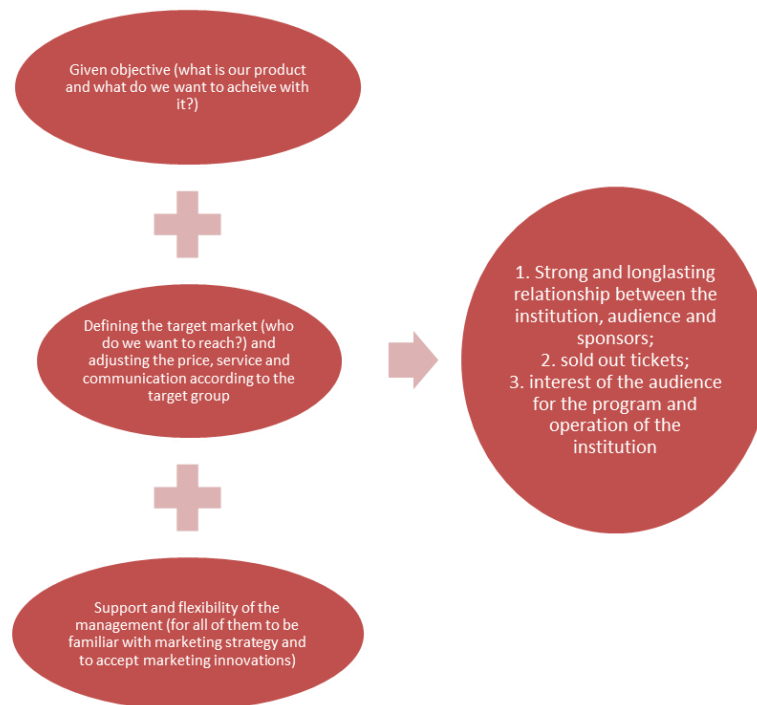 Given objective (what is our product
and what do we want to acheive with
it?)
Defining the target market (who
do we want to reach?) and
adjusting the price, service and
communication according to the
target group
Support and flexibility of the
management (for all of them to be
familiar with marketing strategy and
to accept marketing innovations)
1. Strong and longlasting
relationship between the
institution, audience and
sponsors;
2. sold out tickets;
3. interest of the audience
for the program and
operation of the
institution